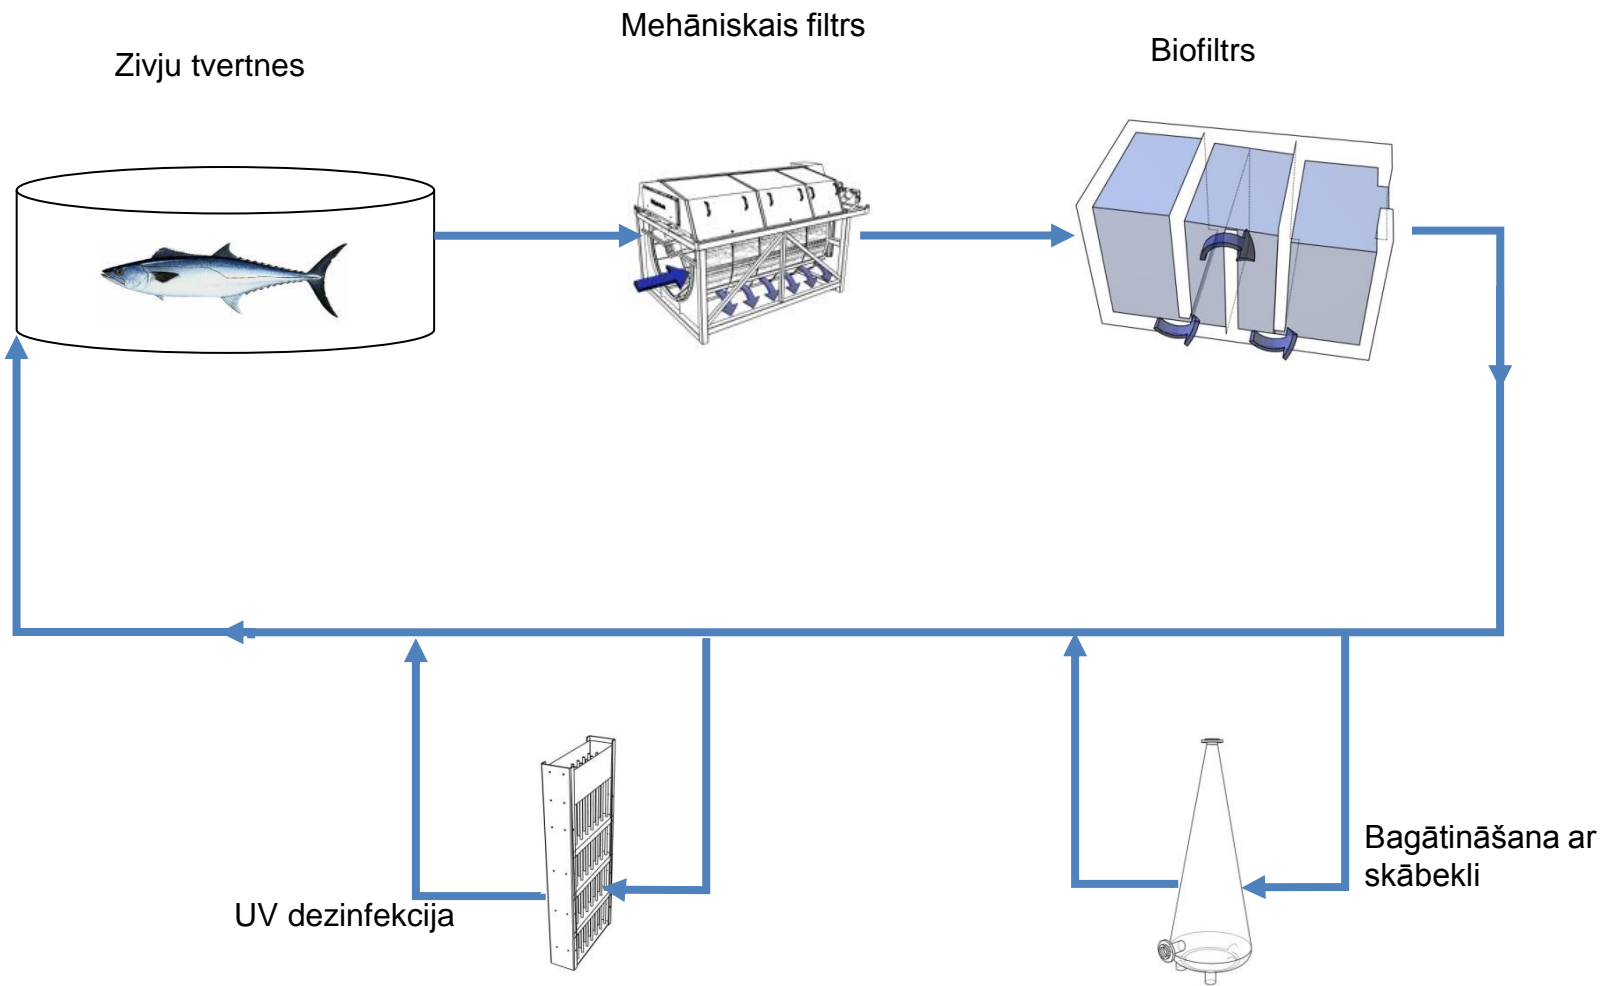 Mehāniskais filtrs
Zivju tvertnes
Biofiltrs
Bagātināšana ar
skābekli
UV dezinfekcija